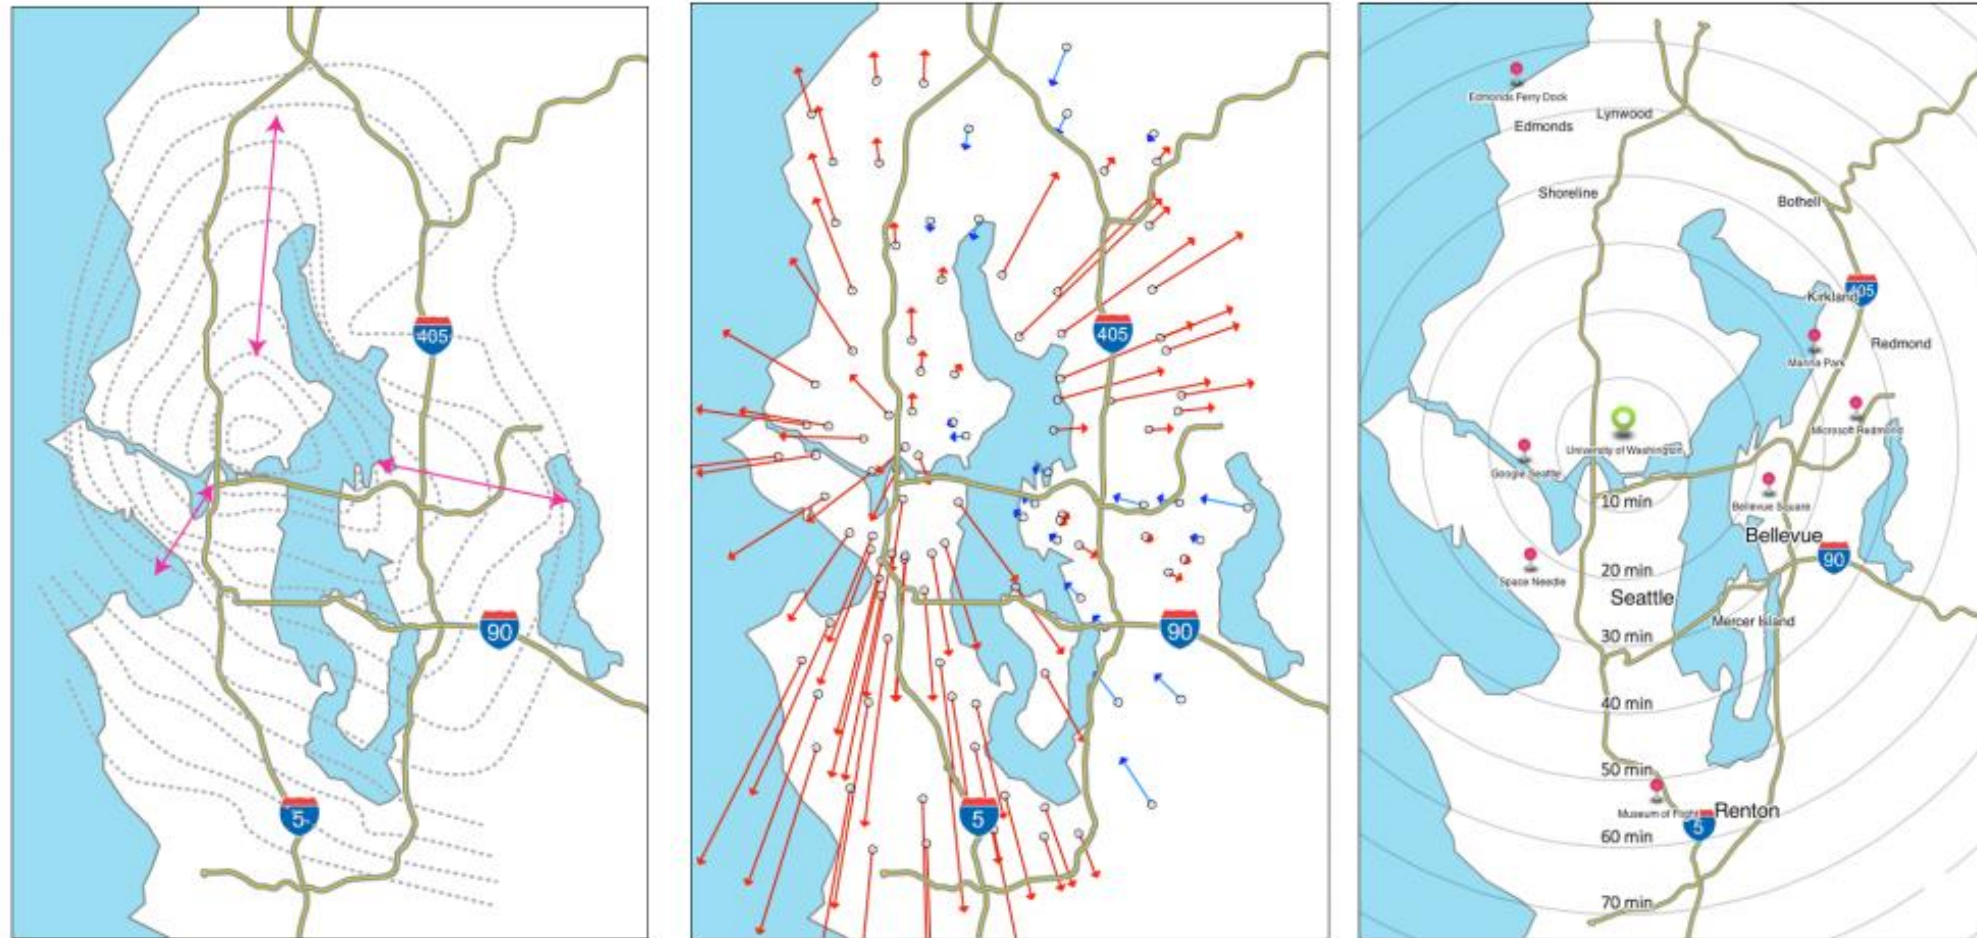 405
90
5
405
90
5
Edmonds Ferry Dock
Lynwood
Edmonds
Shoreline
Bothell
405
Kirkland
Marina Park
Redmond
Microsoft Redmond
University of Washington
Google Seattle
10 min
Bellevue Square
Bellevue
90
Space Needle
20 min
Seattle
Mercer Island
30 min
40 min
50 min
Museum of Flight
Renton
5
60 min
70 min